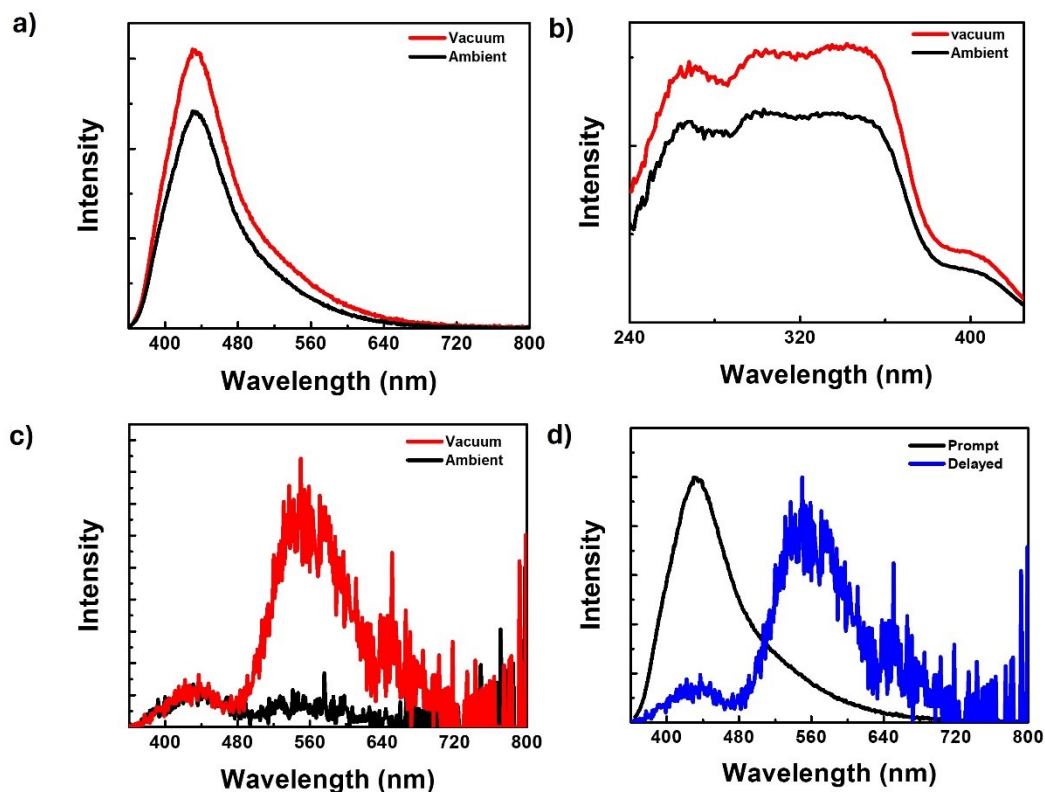 a)
Vacuum
Ambient
Intensity
400 480 560 640 720 800
Wavelength (nm)
b)
vacuum
Ambient
Intensity
240 320 400
Wavelength (nm)
c)
Vacuum
Ambient
Intensity
400 480 560 640 720 800
Wavelength (nm)
d)
Prompt
Delayed
Intensity
400 480 560 640 720 800
Wavelength (nm)